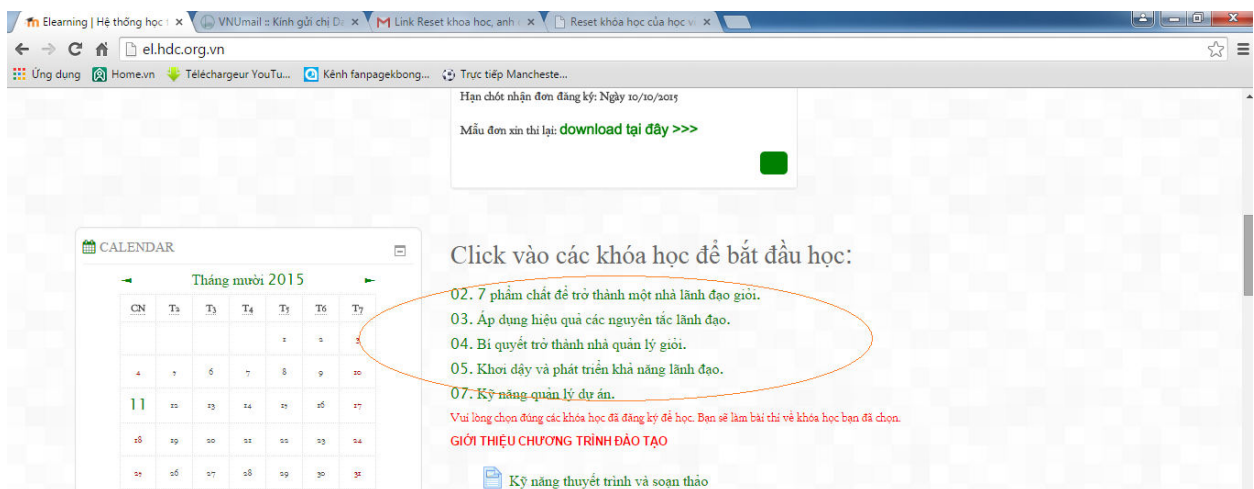 Elearning | Hệ thống học t
VNUmail :: Kính gửi chị D
Link Reset khoa hoc, anh
Reset khóa học của học vi
el.hdc.org.vn
Ứng dụng Home.vn Téléchargeur YouTu... Kênh fanpagekbong... Trực tiếp Mancheste...
Hạn chót nhận đơn đăng ký: Ngày 10/10/2015
Mẫu đơn xin thi lại: download tại đây >>>
CALENDAR
Tháng mười 2015
CN T2 T3 T4 T5 T6 T7
1 2 3
4 5 6 7 8 9 10
11 12 13 14 15 16 17
18 19 20 21 22 23 24
25 26 27 28 29 30 31
Click vào các khóa học để bắt đầu học:
02. 7 phẩm chất để trở thành một nhà lãnh đạo giỏi.
03. Áp dụng hiệu quả các nguyên tắc lãnh đạo.
04. Bí quyết trở thành nhà quản lý giỏi.
05. Khơi dậy và phát triển khả năng lãnh đạo.
07. Kỹ năng quản lý dự án.
Vui lòng chọn đúng các khóa học đã đăng ký để học. Bạn sẽ làm bài thi về khóa học bạn đã chọn.
GIỚI THIỆU CHƯƠNG TRÌNH ĐÀO TẠO
Kỹ năng thuyết trình và soạn thảo